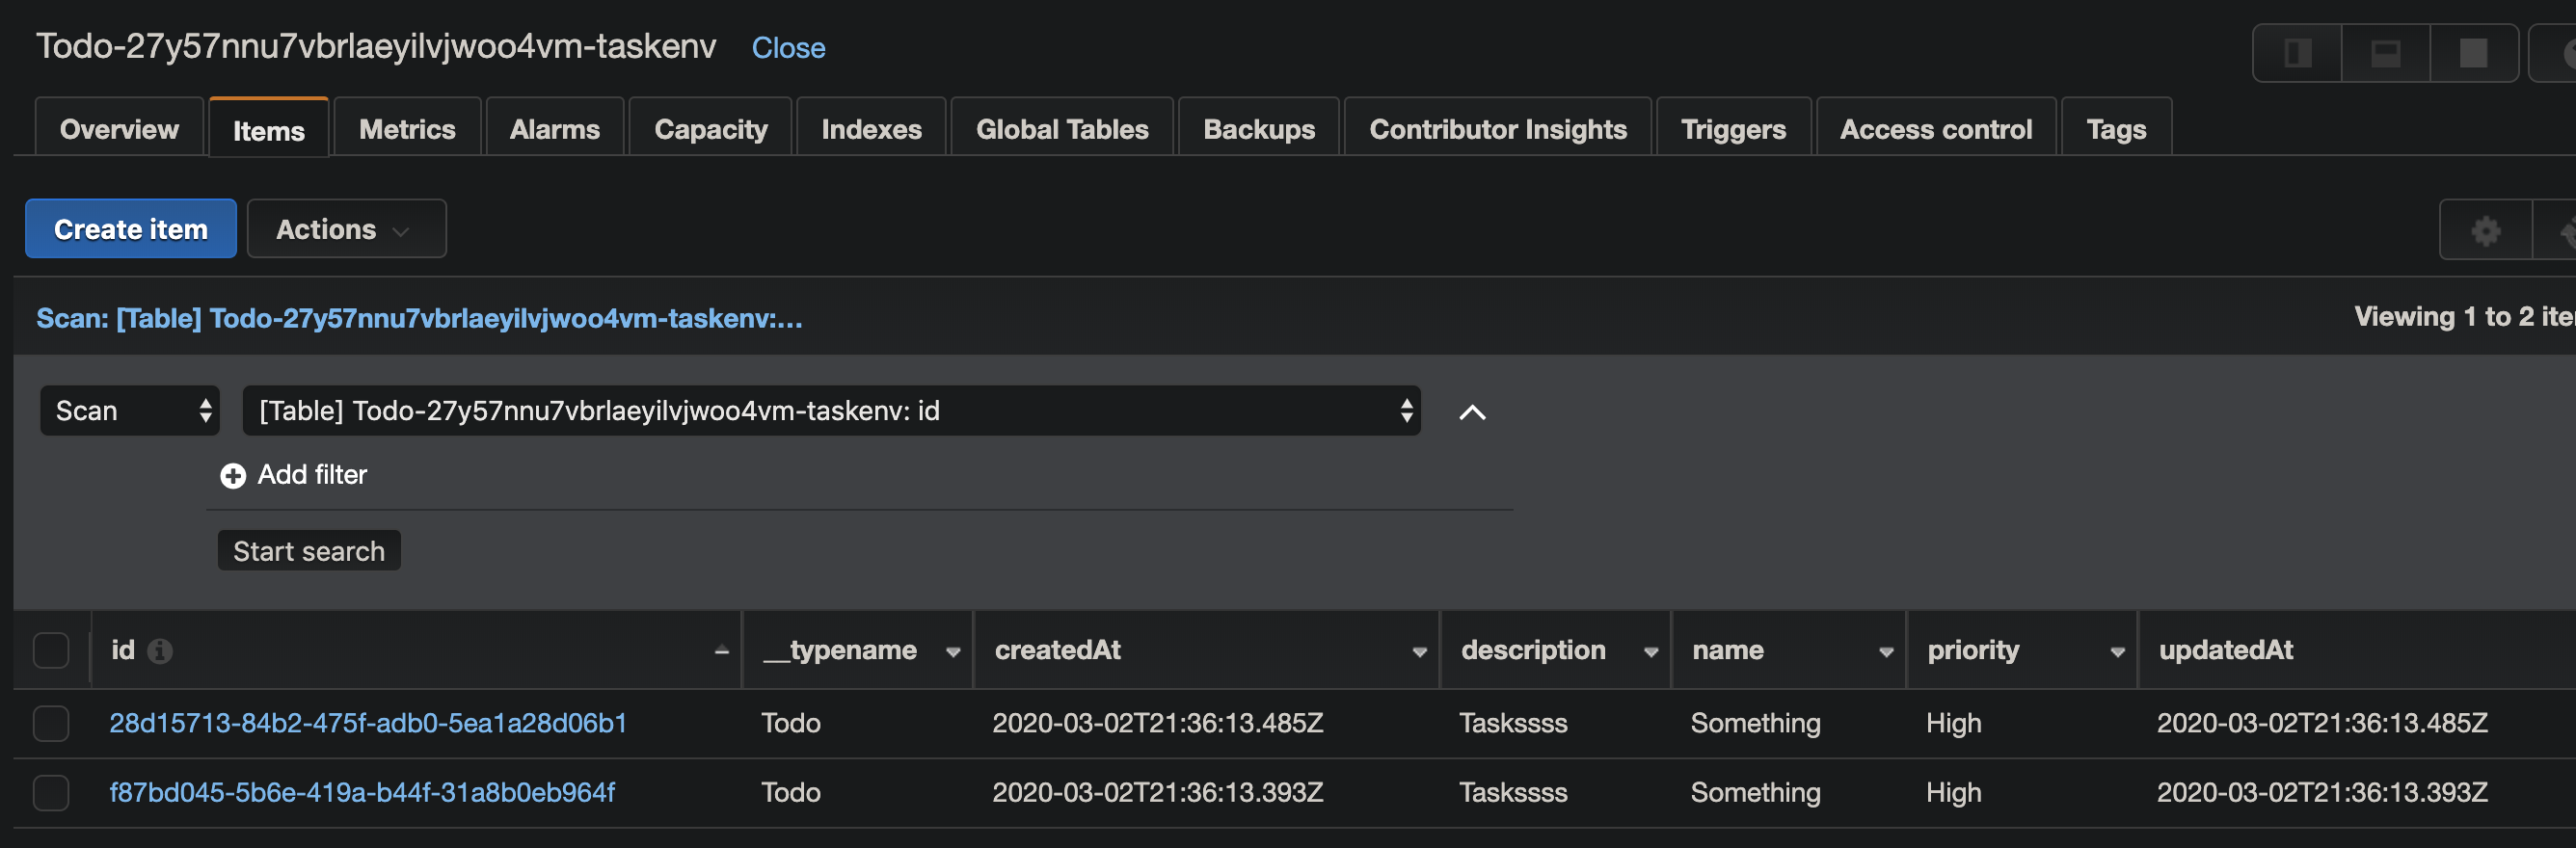 Todo-27y57nnu7vbrlaeyilvjwoo4vm-taskenv Close
Overview Items Metrics Alarms Capacity Indexes Global Tables Backups Contributor Insights Triggers Access control Tags
Create item Actions
Scan: [Table] Todo-27y57nnu7vbrlaeyilvjwoo4vm-taskenv:...
Viewing 1 to 2 ite
Scan [Table] Todo-27y57nnu7vbrlaeyilvjwoo4vm-taskenv: id
Add filter
Start search
id __typename createdAt description name priority updatedAt
28d15713-84b2-475f-adb0-5ea1a28d06b1 Todo 2020-03-02T21:36:13.485Z Taskssss Something High 2020-03-02T21:36:13.485Z
f87bd045-5b6e-419a-b44f-31a8b0eb964f Todo 2020-03-02T21:36:13.393Z Taskssss Something High 2020-03-02T21:36:13.393Z